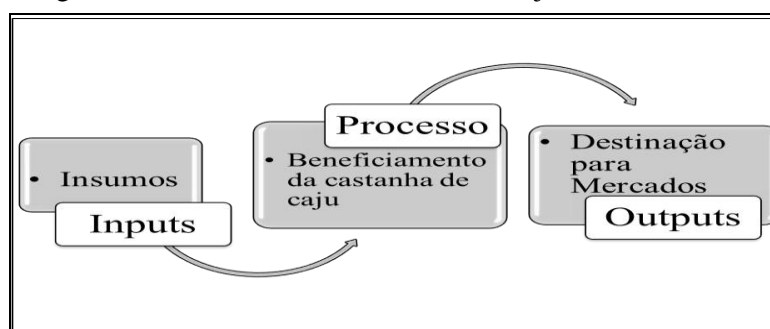 Processo
• Beneficiamento
da castanha de
caju
• Insumos
Inputs
• Destinação
para
Mercados
Outputs